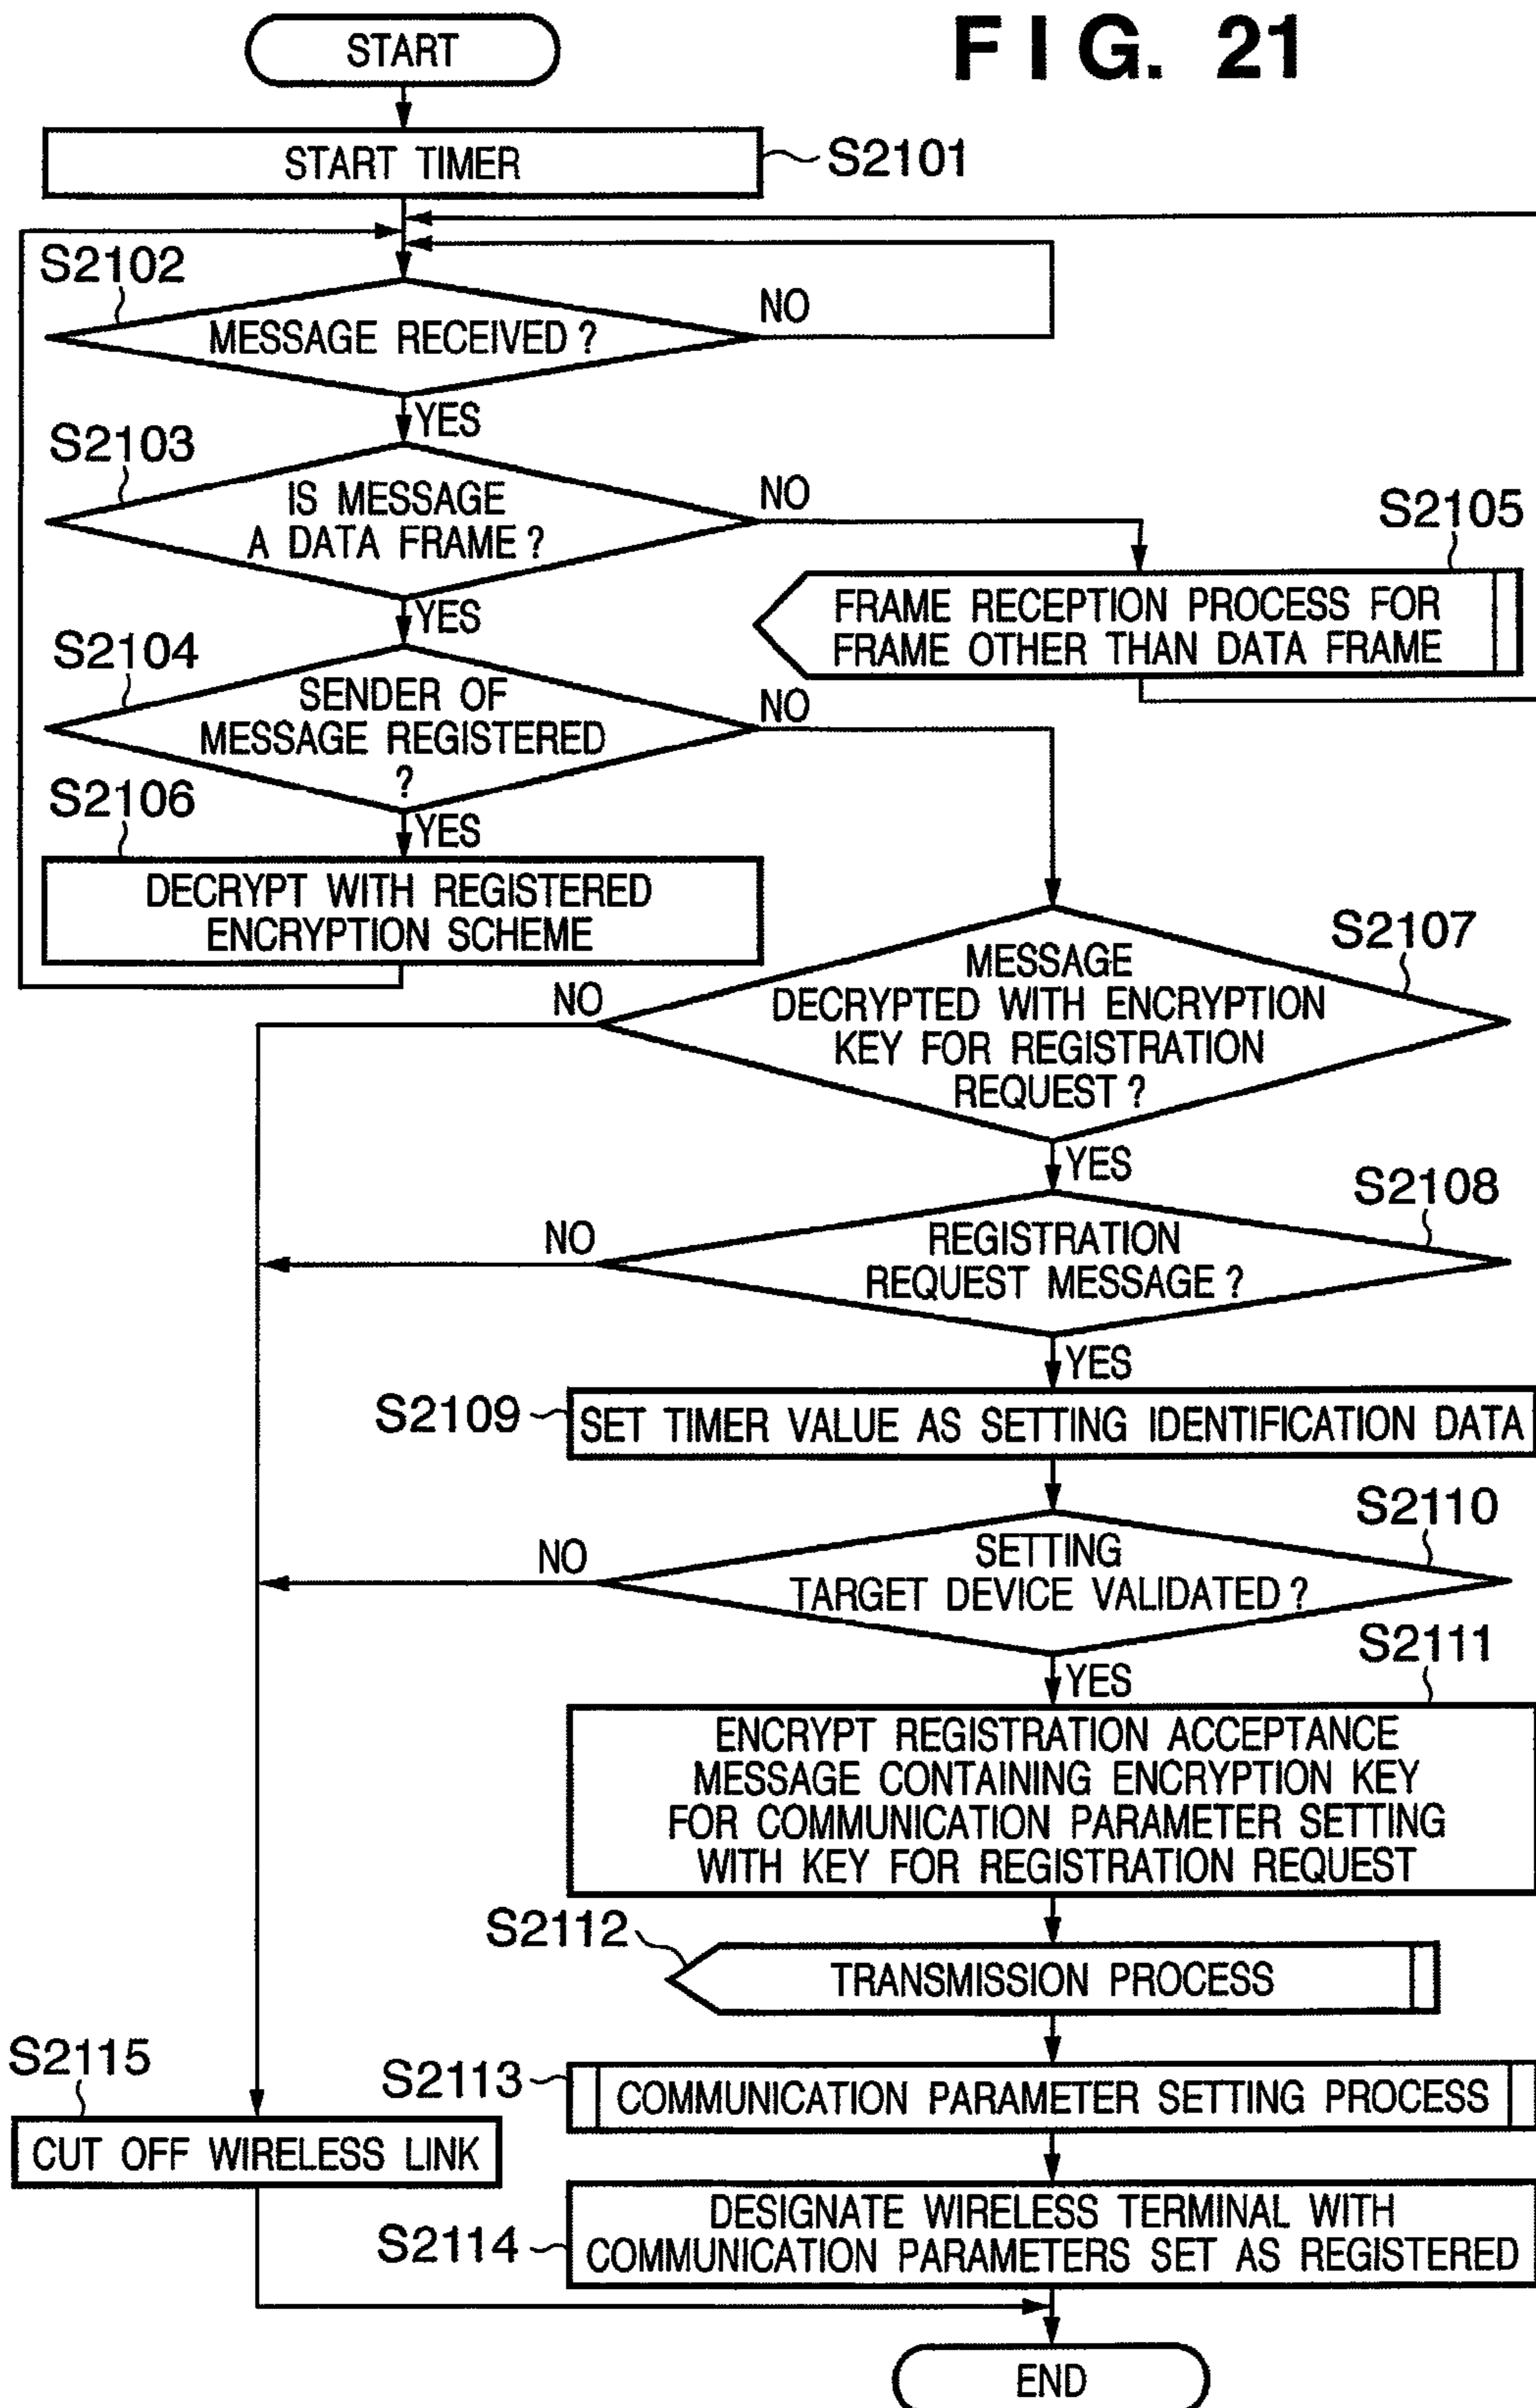 FIG. 21
START
START TIMER
S2101
S2102
MESSAGE RECEIVED?
NO
YES
S2103
IS MESSAGE
A DATA FRAME?
NO
YES
S2105
FRAME RECEPTION PROCESS FOR
FRAME OTHER THAN DATA FRAME
S2104
SENDER OF
MESSAGE REGISTERED
?
NO
YES
S2106
DECRYPT WITH REGISTERED
ENCRYPTION SCHEME
S2107
MESSAGE
DECRYPTED WITH ENCRYPTION
KEY FOR REGISTRATION
REQUEST?
NO
YES
S2108
REGISTRATION
REQUEST MESSAGE?
NO
YES
S2109
SET TIMER VALUE AS SETTING IDENTIFICATION DATA
S2110
SETTING
TARGET DEVICE VALIDATED?
NO
YES
S2111
ENCRYPT REGISTRATION ACCEPTANCE
MESSAGE CONTAINING ENCRYPTION KEY
FOR COMMUNICATION PARAMETER SETTING
WITH KEY FOR REGISTRATION REQUEST
S2112
TRANSMISSION PROCESS
S2113
COMMUNICATION PARAMETER SETTING PROCESS
S2115
CUT OFF WIRELESS LINK
S2114
DESIGNATE WIRELESS TERMINAL WITH
COMMUNICATION PARAMETERS SET AS REGISTERED
END